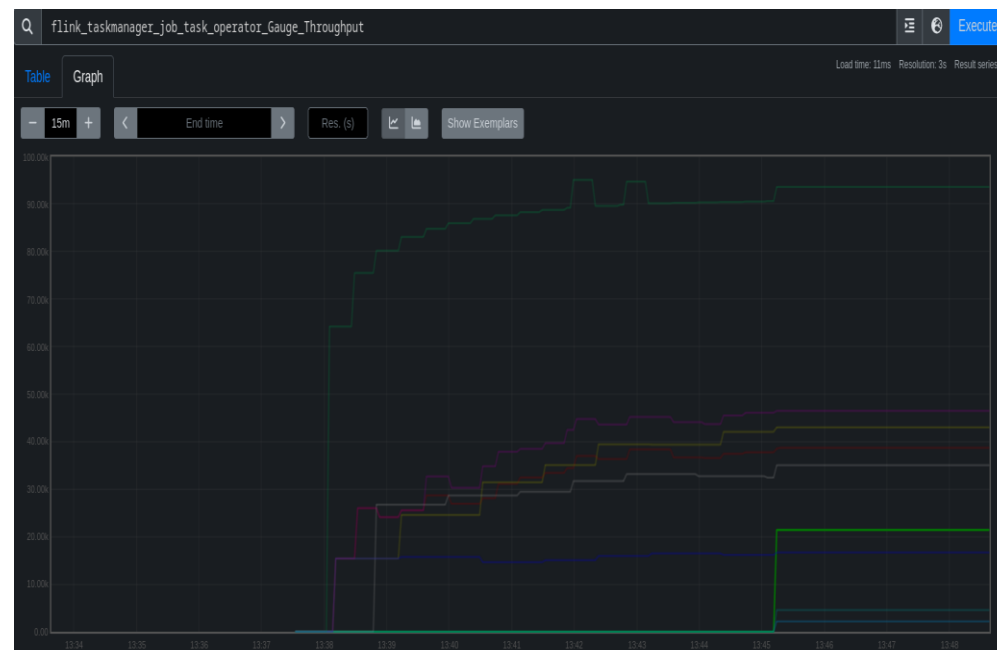 flink_taskmanager_job_task_operator_Gauge_Throughput
Execute
Table
Graph
Load time: 11ms Resolution: 3s Result series
− 15m + End time Res. (s) Show Exemplars
100.00k
90.00k
80.00k
70.00k
60.00k
50.00k
40.00k
30.00k
20.00k
10.00k
0.00
13:34 13:35 13:36 13:37 13:38 13:39 13:40 13:41 13:42 13:43 13:44 13:45 13:46 13:47 13:48